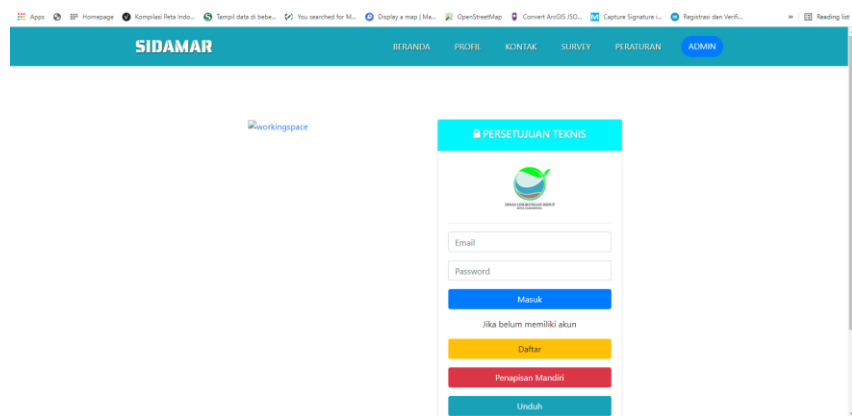 Apps Homepage Kompilasi Peta Indo... Tempil data di bebe... You searched for M... Display a map | Ma... OpenStreetMap Convert ArcGIS JSO... Capture Signature i... Registrasi dan Verifi... » Reading list
SIDAMAR BERANDA PROFIL KONTAK SURVEY PERATURAN ADMIN
workingspace
PERSETUJUAN TEKNIS
Email
Password
Masuk
Jika belum memiliki akun
Daftar
Penapisan Mandiri
Unduh